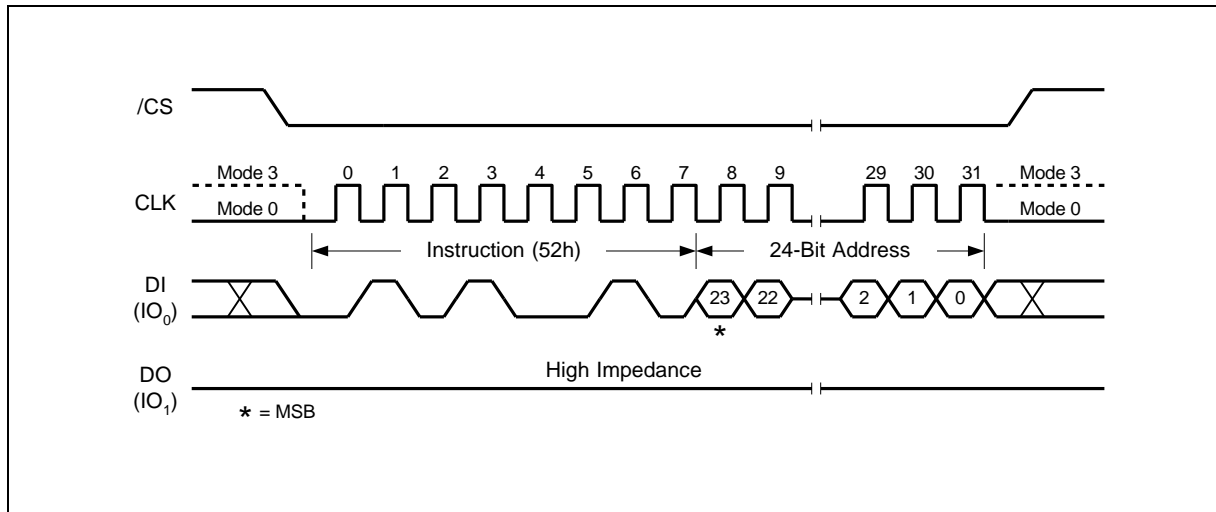 /CS
Mode 3 0 1 2 3 4 5 6 7 8 9 29 30 31 Mode 3
CLK
Mode 0 Mode 0
Instruction (52h) 24-Bit Address
DI
(IO0)
23 22 2 1 0
*
High Impedance
DO
(IO1)
* = MSB